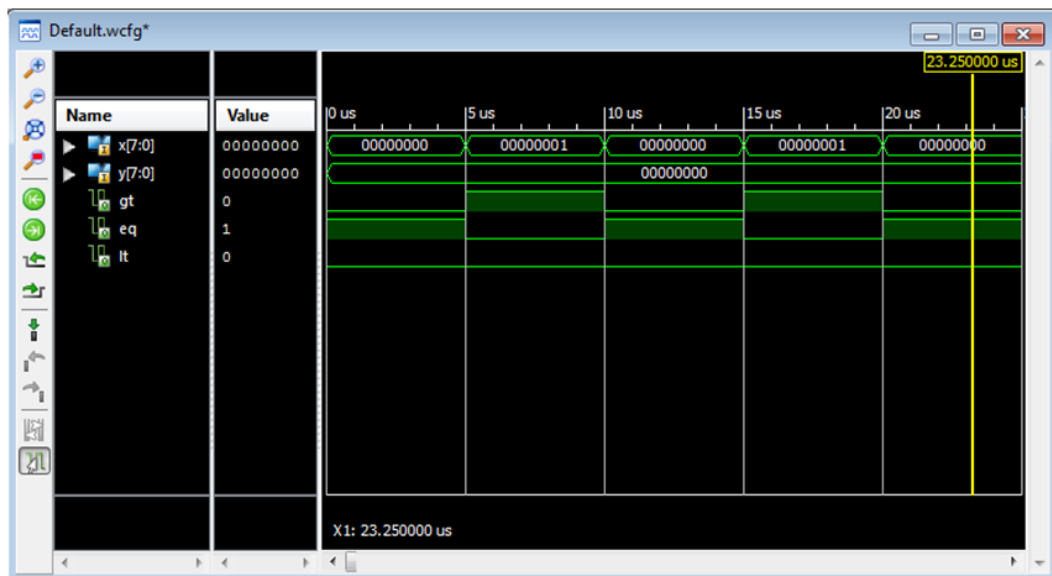 Default.wcfg*
23.250000 us
Name Value 0 us 5 us 10 us 15 us 20 us
x[7:0] 00000000 00000000 00000001 00000000 00000001 00000000
y[7:0] 00000000 00000000
gt 0
eq 1
lt 0
X1: 23.250000 us